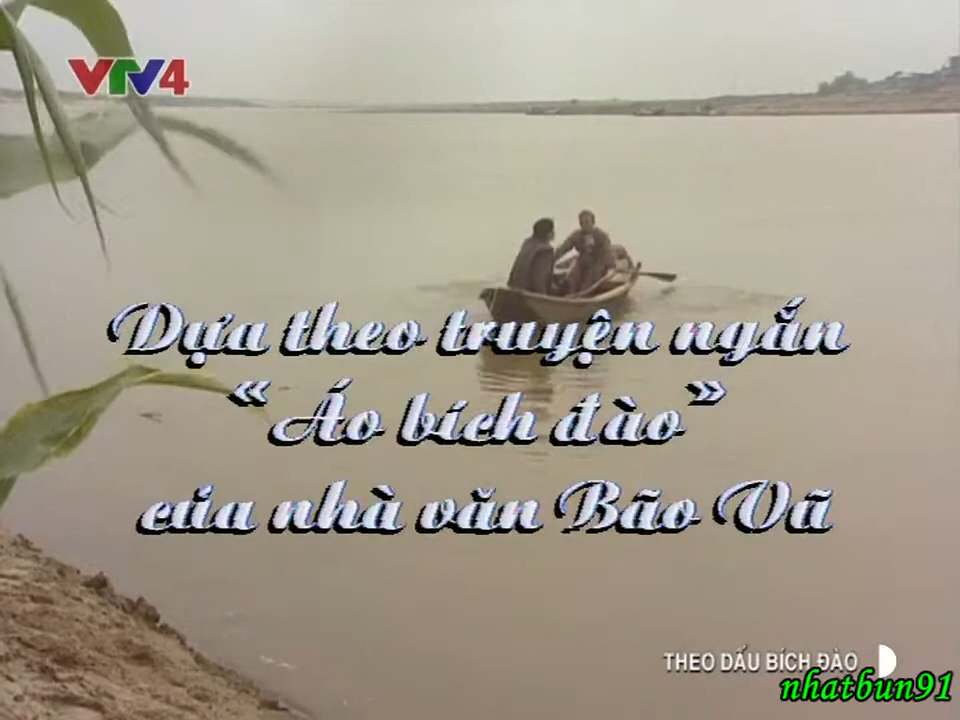 VTV4
Dựa theo truyện ngắn
“Áo bích đào”
của nhà văn Bão Vũ
THEO DẤU BÍCH ĐÀO
nhatbun91